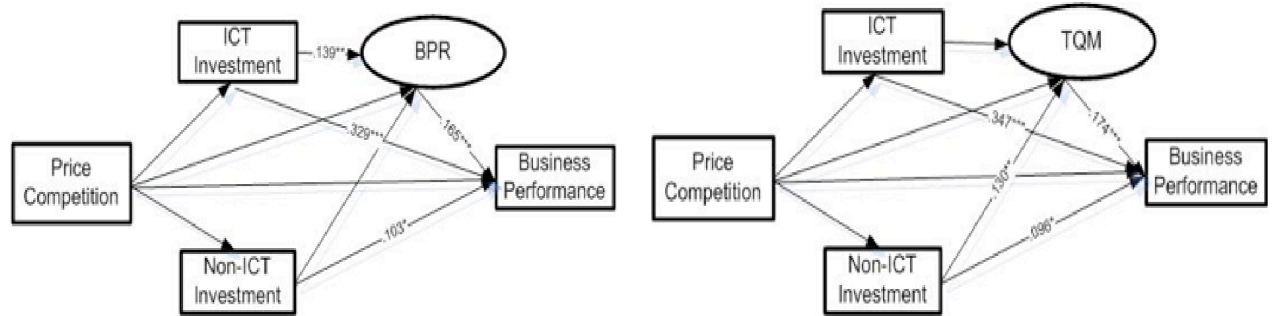 ICT
Investment
.139**
BPR
.329***
.165***
Price
Competition
Business
Performance
.103*
Non-ICT
Investment
ICT
Investment
TQM
.347***
.174***
Price
Competition
.130**
Business
Performance
.096*
Non-ICT
Investment